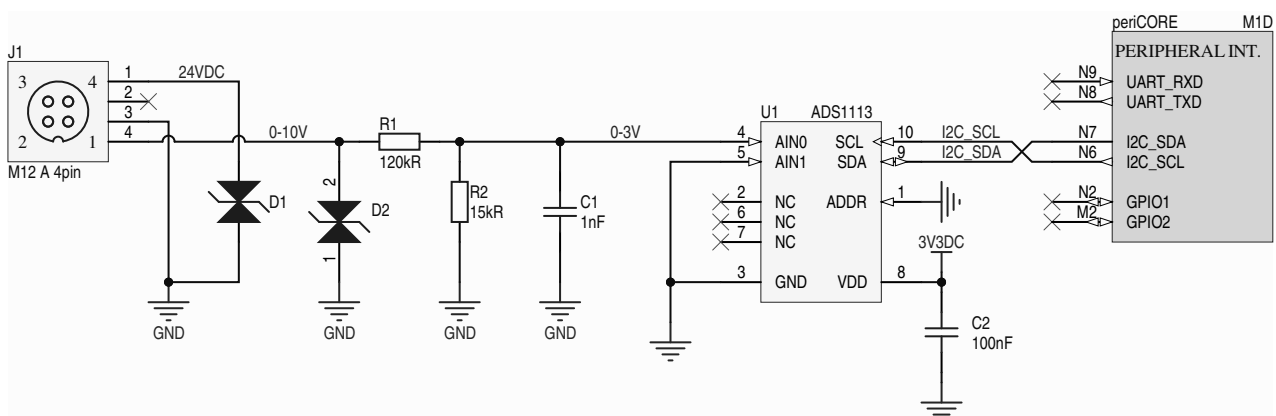 periCORE M1D
PERIPHERAL INT.
J1
3 4
2 1
M12 A 4pin
1 24VDC
2
3
4 0-10V
R1
120kR
0-3V
D1
2
D2
1
R2
15kR
C1
1nF
GND
GND
GND
GND
U1 ADS1113
4 AIN0
5 AIN1
2 NC
6 NC
7 NC
3 GND
SCL 10 I2C_SCL
SDA 9 I2C_SDA
ADDR 1
VDD 8
3V3DC
C2
100nF
N9 UART_RXD
N8 UART_TXD
N7 I2C_SDA
N6 I2C_SCL
N2 GPIO1
M2 GPIO2